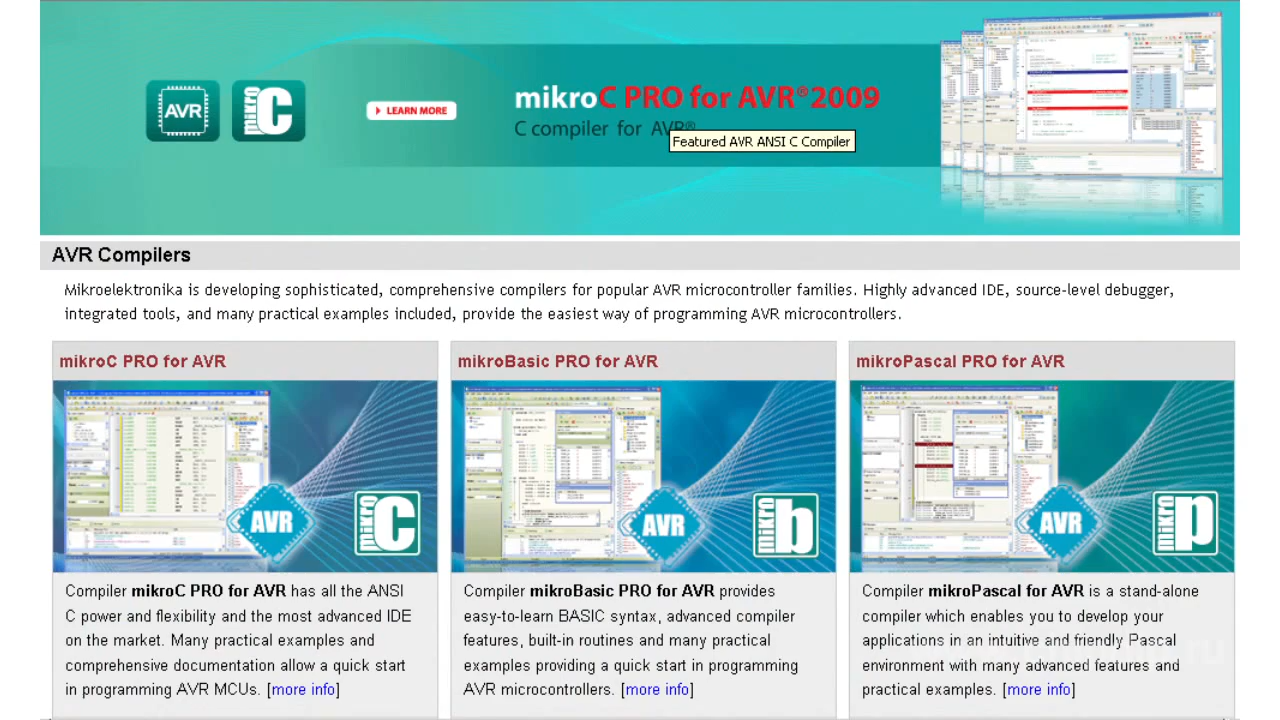 AVR
mikro C
LEARN MORE
mikroC PRO for AVR® 2009
C compiler for AVR®
Featured AVR ANSI C Compiler
AVR Compilers
Mikroelektronika is developing sophisticated, comprehensive compilers for popular AVR microcontroller families. Highly advanced IDE, source-level debugger,
integrated tools, and many practical examples included, provide the easiest way of programming AVR microcontrollers.
mikroC PRO for AVR
AVR
mikro C
Compiler mikroC PRO for AVR has all the ANSI
C power and flexibility and the most advanced IDE
on the market. Many practical examples and
comprehensive documentation allow a quick start
in programming AVR MCUs. [more info]
mikroBasic PRO for AVR
AVR
mikro b
Compiler mikroBasic PRO for AVR provides
easy-to-learn BASIC syntax, advanced compiler
features, built-in routines and many practical
examples providing a quick start in programming
AVR microcontrollers. [more info]
mikroPascal PRO for AVR
AVR
mikro p
Compiler mikroPascal for AVR is a stand-alone
compiler which enables you to develop your
applications in an intuitive and friendly Pascal
environment with many advanced features and
practical examples. [more info]